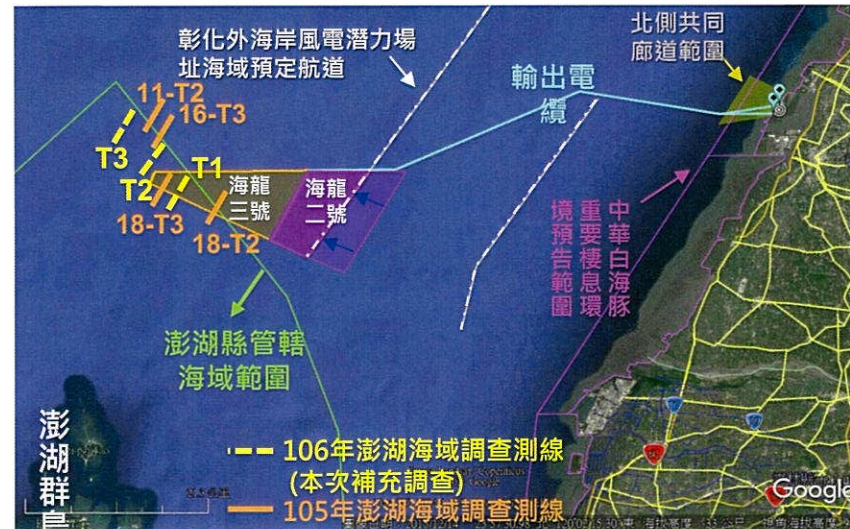 彰化外海岸風電潛力場
址海域預定航道
北側共同
廊道範圍
輸出電
纜
11-T2
16-T3
T3
T2
T1
18-T3
18-T2
海龍
三號
海龍
二號
中華白海豚
重要棲息環
境預告範圍
澎湖縣管轄
海域範圍
澎湖群島
106年澎湖海域調查測線
(本次補充調查)
105年澎湖海域調查測線
Google